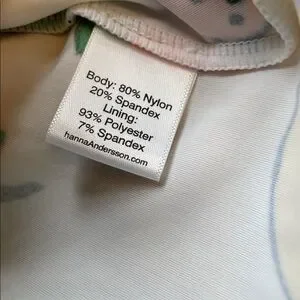 Body: 80% Nylon
20% Spandex
Lining:
93% Polyester
7% Spandex
hannaAndersson.com